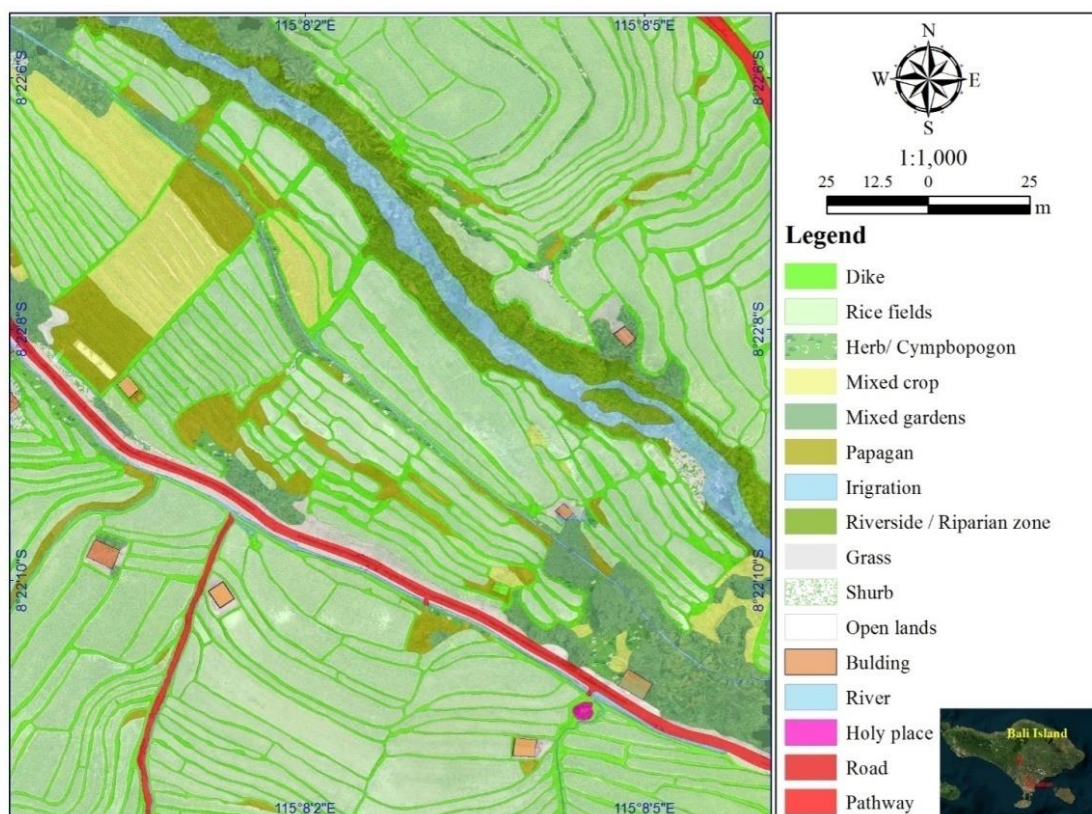 115°8'2"E
115°8'5"E
8°22'6"S
8°22'6"S
8°22'8"S
8°22'8"S
8°22'10"S
8°22'10"S
115°8'2"E
115°8'5"E
N
W
E
S
1:1,000
25
12.5
0
25
m
Legend
Dike
Rice fields
Herb/ Cympbopogon
Mixed crop
Mixed gardens
Papagan
Irigration
Riverside / Riparian zone
Grass
Shurb
Open lands
Bulding
River
Holy place
Road
Pathway
Bali Island